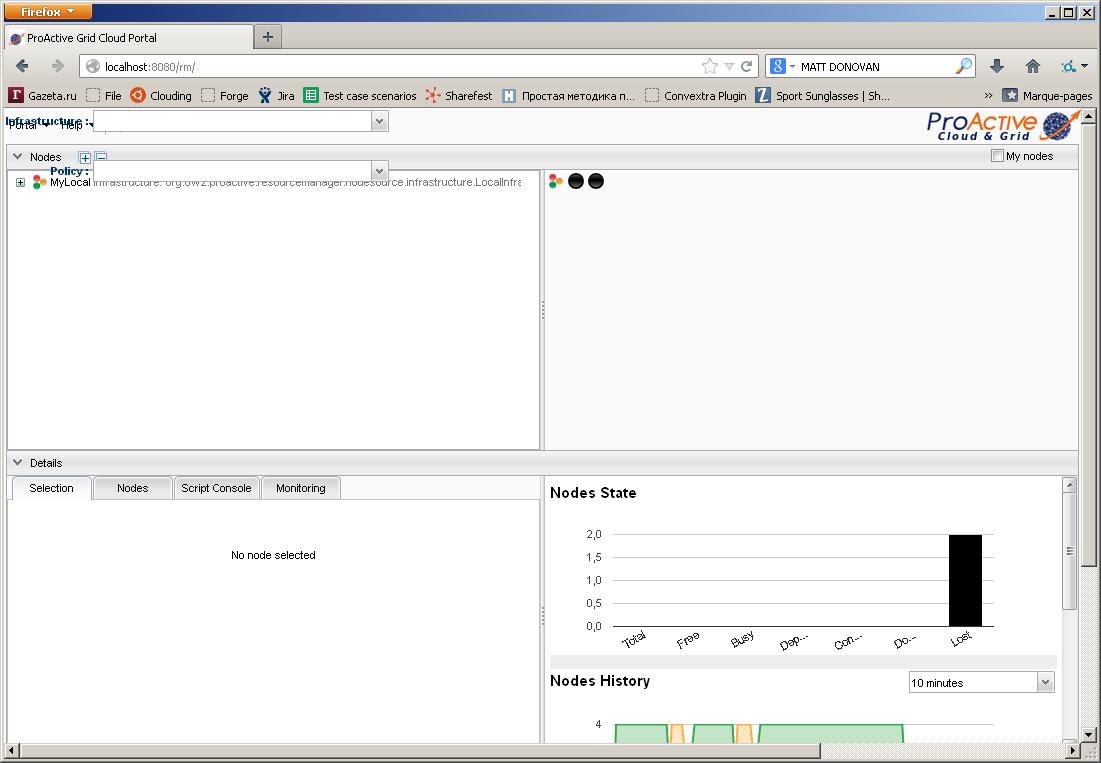 Firefox
ProActive Grid Cloud Portal
localhost:8080/rm/
MATT DONOVAN
Gazeta.ru File Clouding Forge Jira Test case scenarios Sharefest Простая методика п... Convextra Plugin Sport Sunglasses | Sh... » Marque-pages
Infrastructure :
Portal Help
ProActive
Cloud & Grid
Nodes
My nodes
Policy :
MyLocal Infrastructure: org.ow2.proactive.resourcemanager.nodesource.infrastructure.LocalInfra
Details
Selection Nodes Script Console Monitoring
No node selected
Nodes State
2,0
1,5
1,0
0,5
0,0
Total Free Busy Dep... Con... Do... Lost
Nodes History
10 minutes
4